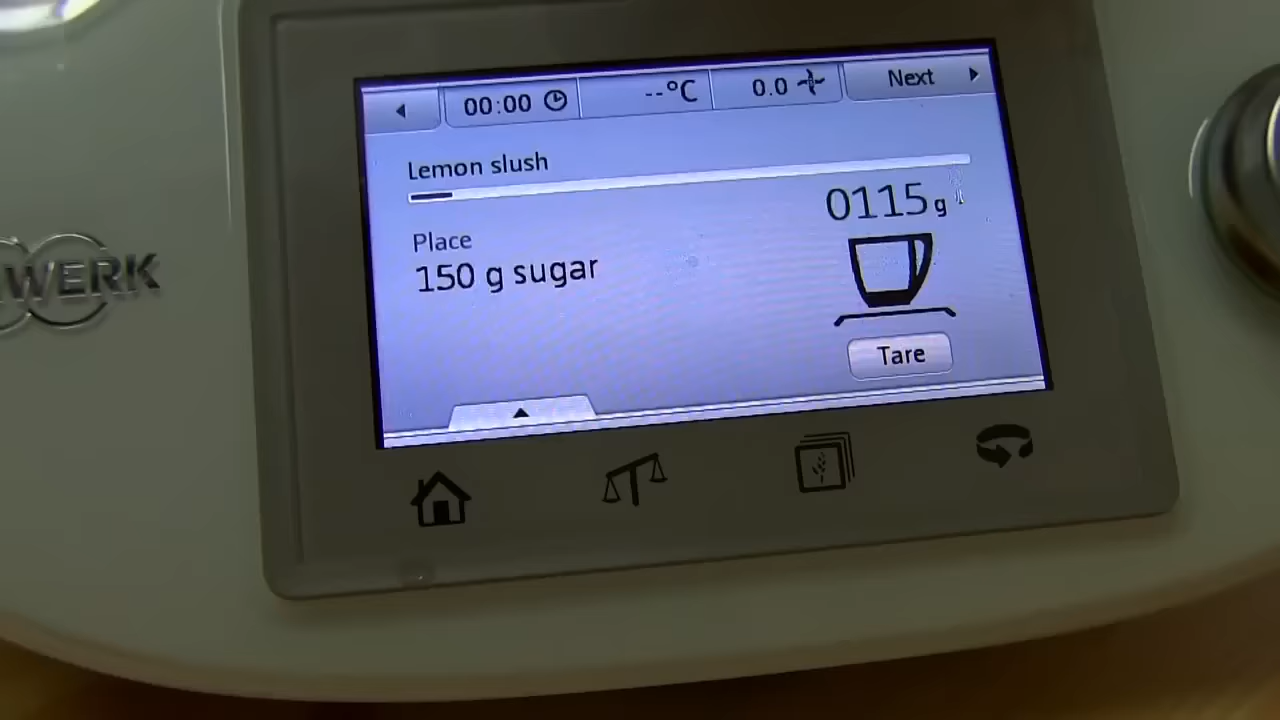 00:00 --°C 0.0 Next
Lemon slush
0115 g
Place
150 g sugar
Tare
WERK